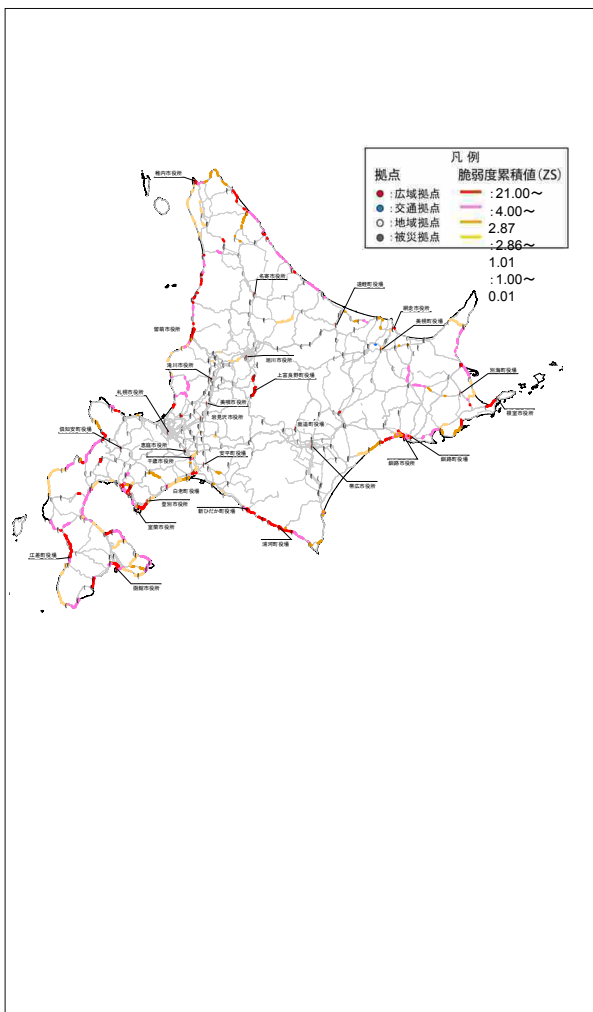 凡 例
拠点
脆弱度累積値(ZS)
:広域拠点
:21.00～
:交通拠点
:4.00～
:地域拠点
2.87
:被災拠点
:2.86～
1.01
:1.00～
0.01
稚内市役所
名寄市役所
遠軽町役場
網走市役所
美幌町役場
留萌市役所
旭川市役所
滝川市役所
上富良野町役場
別海町役場
札幌市役所
美唄市役所
岩見沢市役所
根室市役所
倶知安町役場
鹿追町役場
恵庭市役所
千歳市役所
安平町役場
釧路市役所
釧路町役場
帯広市役所
白老町役場
登別市役所
新ひだか町役場
室蘭市役所
浦河町役場
江差町役場
函館市役所